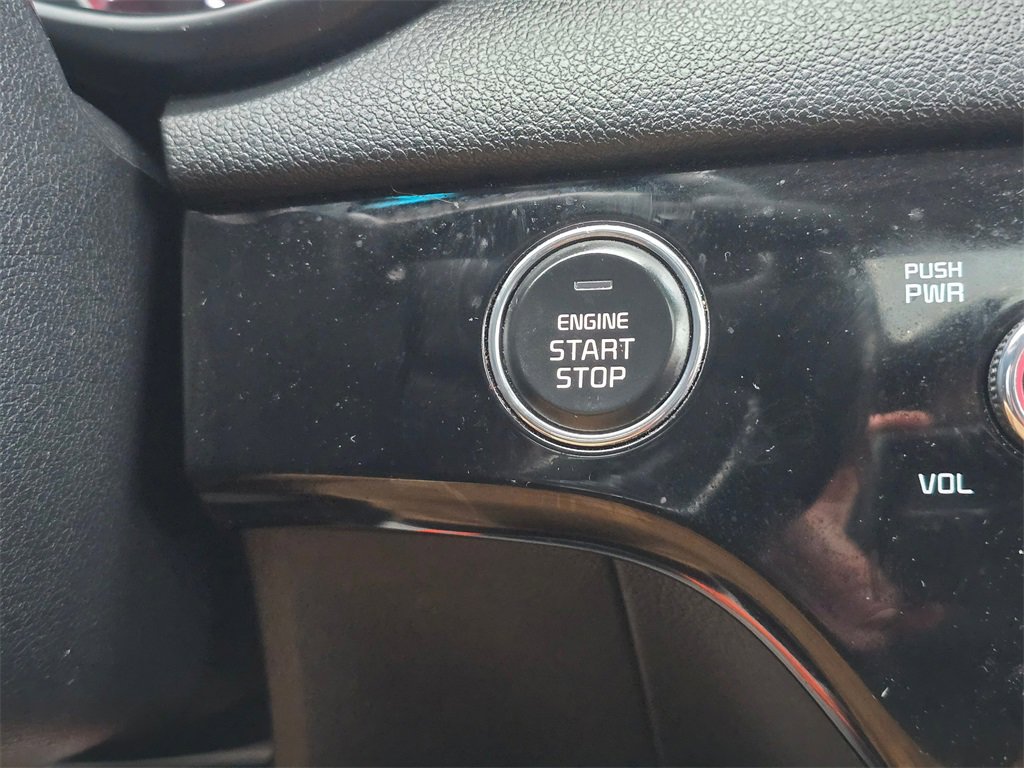 ENGINE
START
STOP
PUSH
PWR
VOL